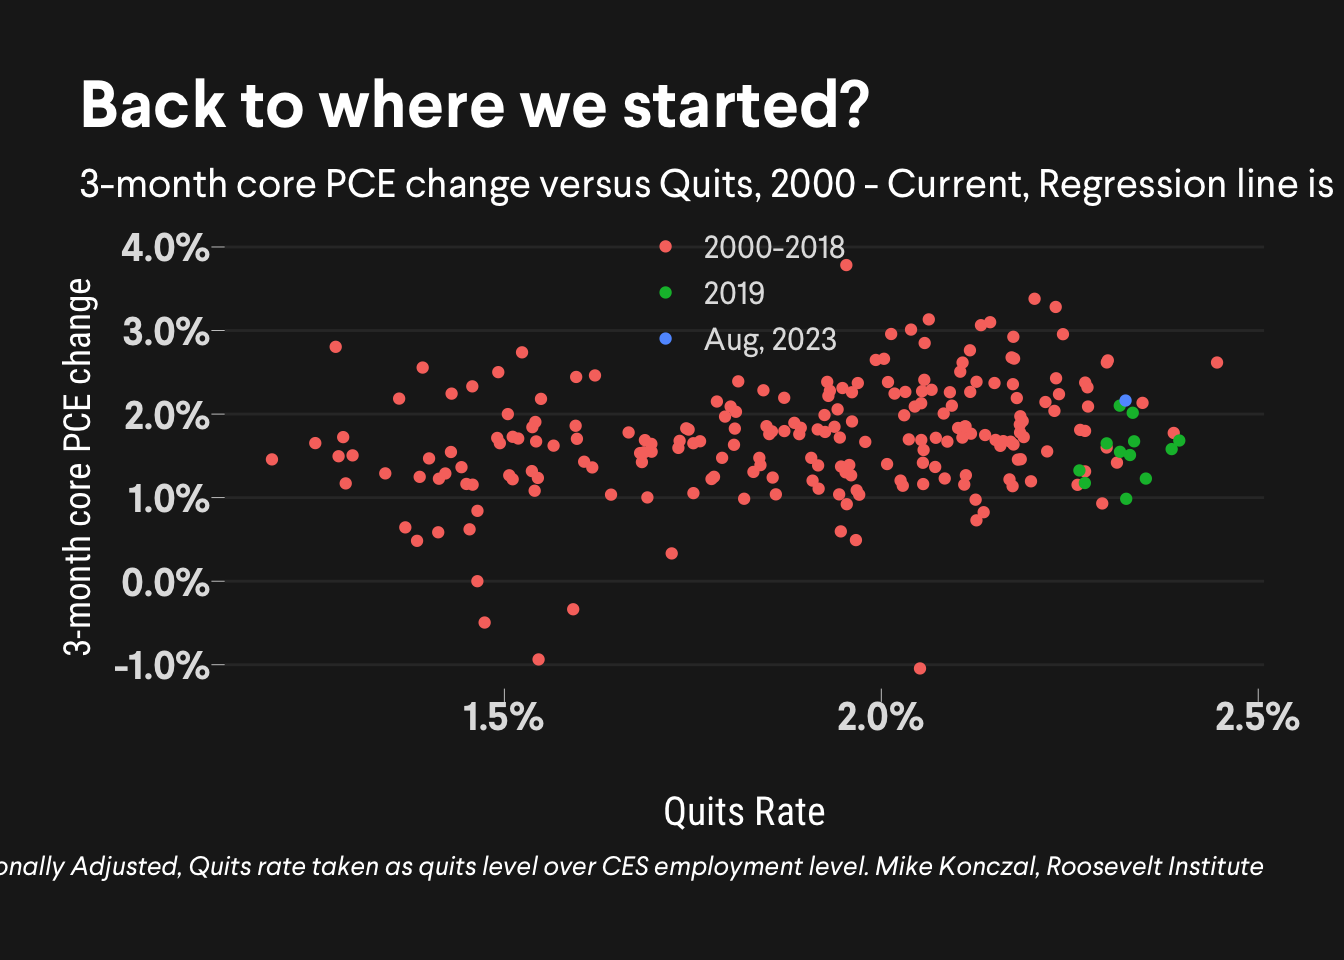 Back to where we started?
3-month core PCE change versus Quits, 2000 - Current, Regression line is
4.0%
3.0%
2.0%
1.0%
0.0%
-1.0%
3-month core PCE change
2000-2018
2019
Aug, 2023
1.5%
2.0%
2.5%
Quits Rate
Adjusted, Quits rate taken as quits level over CES employment level. Mike Konczal, Roosevelt Institute